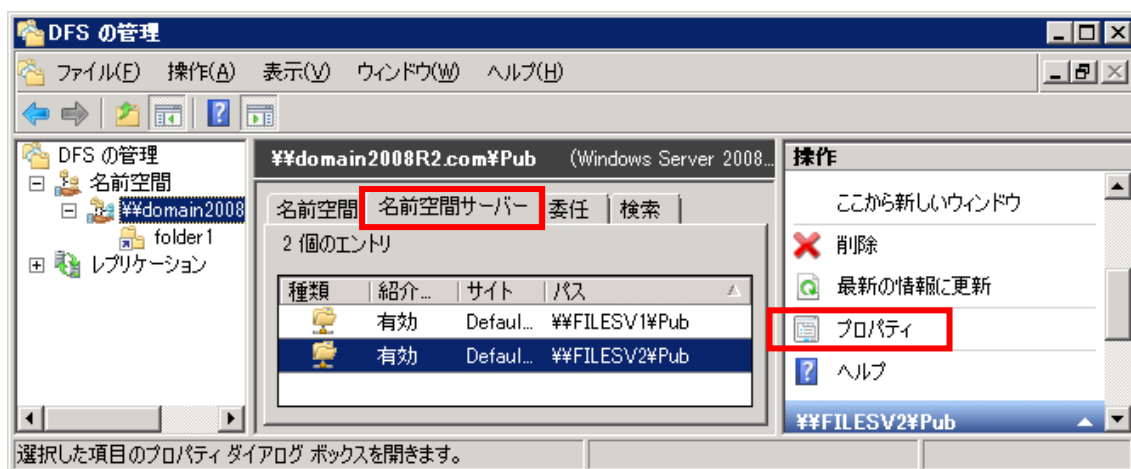 DFS の管理
ファイル(F) 操作(A) 表示(V) ウィンドウ(W) ヘルプ(H)
DFS の管理
名前空間
¥¥domain2008
folder1
レプリケーション
¥¥domain2008R2.com¥Pub (Windows Server 2008...
名前空間 名前空間サーバー 委任 検索
2 個のエントリ
種類 紹介... サイト パス
有効 Defaul... ¥¥FILESV1¥Pub
有効 Defaul... ¥¥FILESV2¥Pub
操作
ここから新しいウィンドウ
削除
最新の情報に更新
プロパティ
ヘルプ
¥¥FILESV2¥Pub
選択した項目のプロパティ ダイアログ ボックスを開きます。